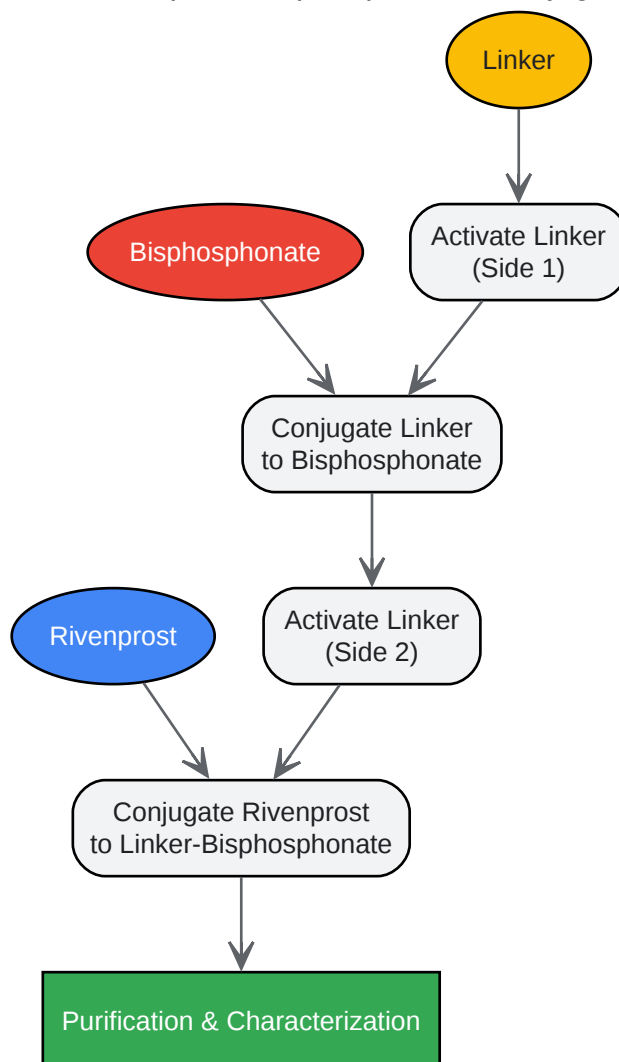 Linker
Activate Linker
(Side 1)
Bisphosphonate
Conjugate Linker
to Bisphosphonate
Activate Linker
(Side 2)
Rivenprost
Conjugate Rivenprost
to Linker-Bisphosphonate
Purification & Characterization